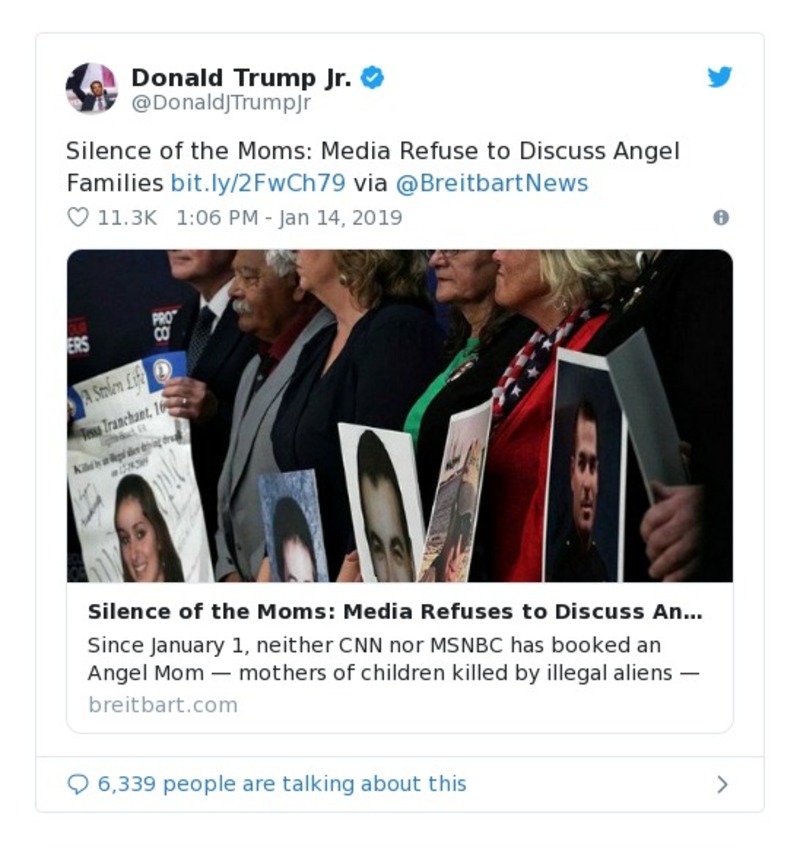 Donald Trump Jr.
@DonaldJTrumpJr
Silence of the Moms: Media Refuse to Discuss Angel
Families bit.ly/2FwCh79 via @BreitbartNews
11.3K 1:06 PM - Jan 14, 2019
PROT
CO
ERS
A Stolen Life
Tessa Tranchant, 16
Killed by an illegal alien driving drunk
Silence of the Moms: Media Refuses to Discuss An...
Since January 1, neither CNN nor MSNBC has booked an
Angel Mom — mothers of children killed by illegal aliens —
breitbart.com
6,339 people are talking about this